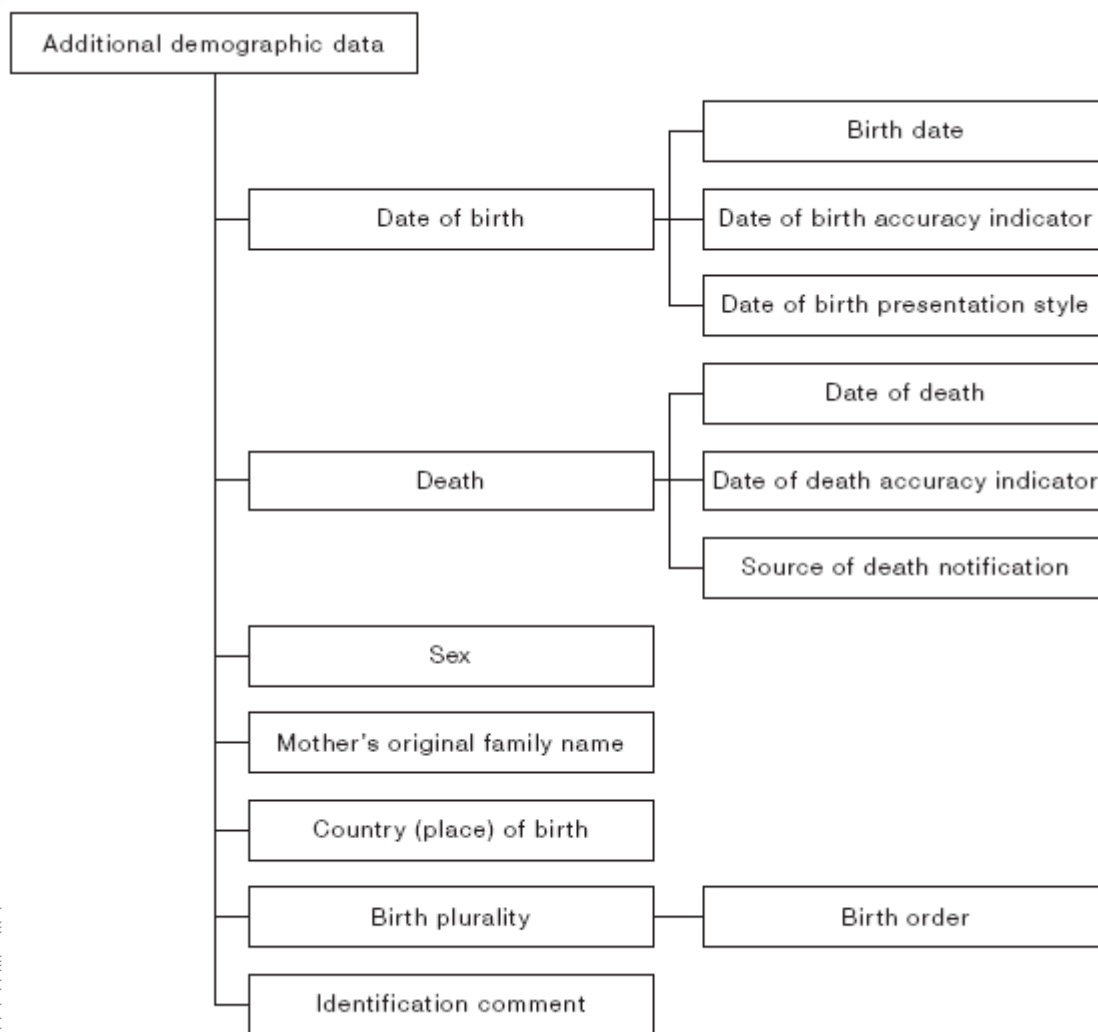 Additional demographic data
Birth date
Date of birth
Date of birth accuracy indicator
Date of birth presentation style
Date of death
Death
Date of death accuracy indicator
Source of death notification
Sex
Mother's original family name
Country (place) of birth
Birth plurality
Birth order
Identification comment